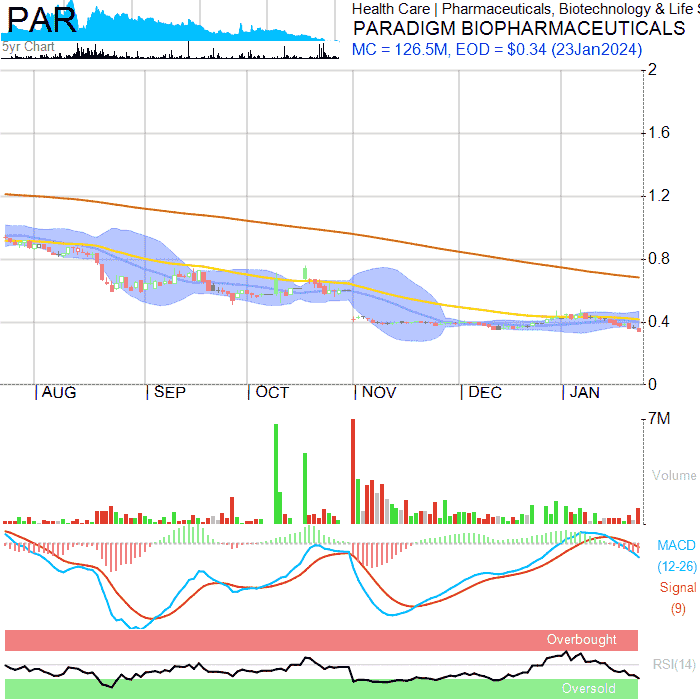 PAR
5yr Chart
Health Care | Pharmaceuticals, Biotechnology & Life S
PARADIGM BIOPHARMACEUTICALS
MC = 126.5M, EOD = $0.34 (23Jan2024)
2
1.6
1.2
0.8
0.4
0
| AUG | SEP | OCT | NOV | DEC | JAN
7M
Volume
MACD
(12-26)
Signal
(9)
Overbought
RSI(14)
Oversold